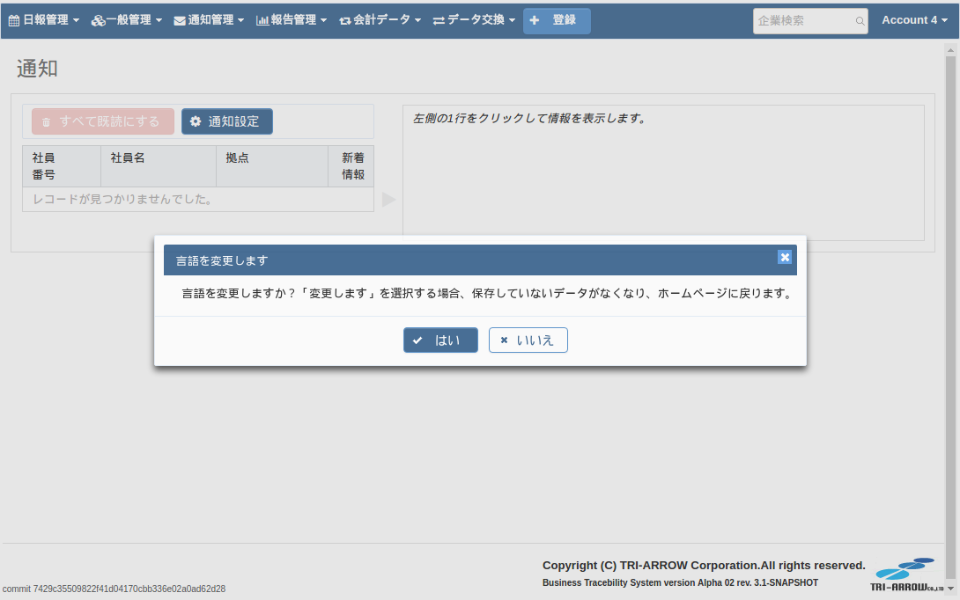 日報管理 一般管理 通知管理 報告管理 会計データ データ交換 登録 企業検索 Account 4
通知
すべて既読にする 通知設定
左側の1行をクリックして情報を表示します。
社員番号 社員名 拠点 新着情報
レコードが見つかりませんでした。
言語を変更します
言語を変更しますか？「変更します」を選択する場合、保存していないデータがなくなり、ホームページに戻ります。
はい いいえ
Copyright (C) TRI-ARROW Corporation.All rights reserved.
Business Tracebility System version Alpha 02 rev. 3.1-SNAPSHOT
TRI-ARROW CO.,LTD
commit 7429c35509822f41d04170cbb336e02a0ad62d28